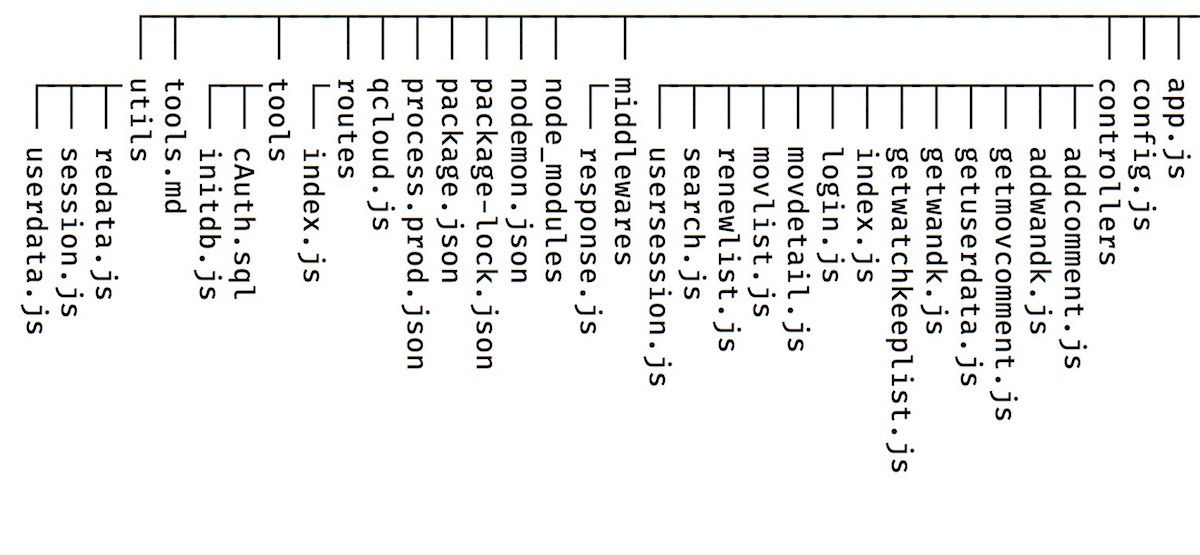 app.js
config.js
controllers
addcomment.js
addwandk.js
getmovcomment.js
getuserdata.js
getwandk.js
getwatchkeeplist.js
index.js
login.js
movdetail.js
movlist.js
renewlist.js
search.js
usersession.js
middlewares
response.js
node_modules
nodemon.json
package-lock.json
package.json
process.prod.json
qcloud.js
routes
index.js
tools
cAuth.sql
initdb.js
tools.md
utils
redata.js
session.js
userdata.js